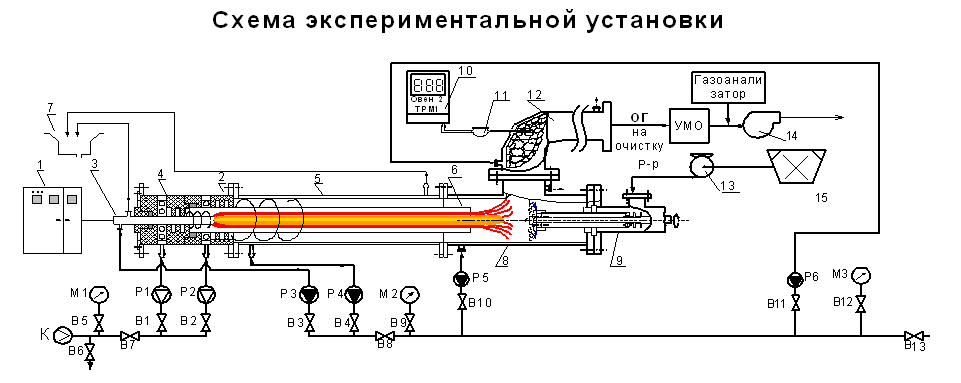 Схема экспериментальной установки
10
Овен 2
ТРМ1
11
12
Газоанали
затор
7
ОГ
на
очистку
УМО
14
Р-р
13
15
1
3
4
2
5
6
8
9
М1
Р1
Р2
Р3
Р4
М2
Р5
Р6
М3
К
В5
В1
В2
В3
В4
В9
В10
В11
В12
В6
В7
В8
В13